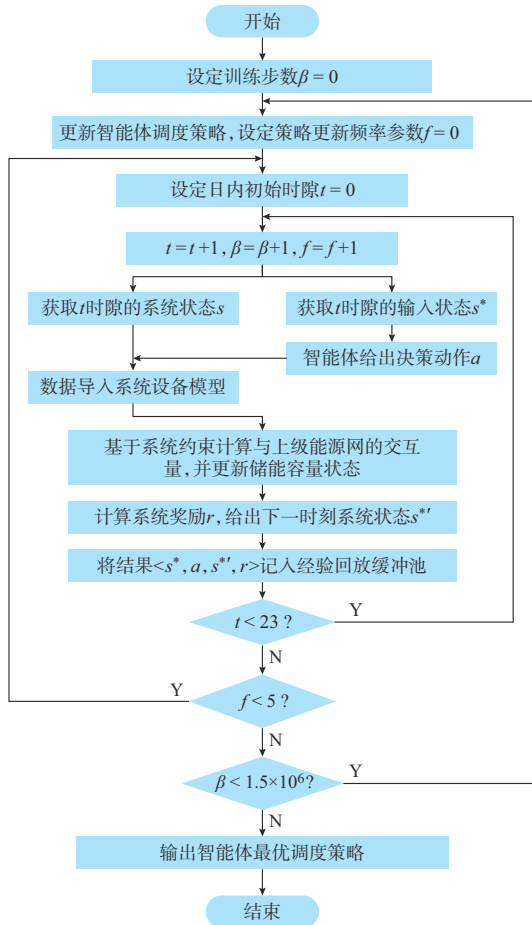 开始
设定训练步数β = 0
更新智能体调度策略,设定策略更新频率参数f = 0
设定日内初始时隙t = 0
t = t+1, β = β+1, f = f+1
获取t时隙的系统状态s
获取t时隙的输入状态s*
智能体给出决策动作a
数据导入系统设备模型
基于系统约束计算与上级能源网的交互
量,并更新储能容量状态
计算系统奖励r,给出下一时刻系统状态s*′
将结果<s*, a, s*′, r>记入经验回放缓冲池
t < 23 ?
Y
N
Y
f < 5 ?
N
β < 1.5×10⁶?
Y
N
输出智能体最优调度策略
结束